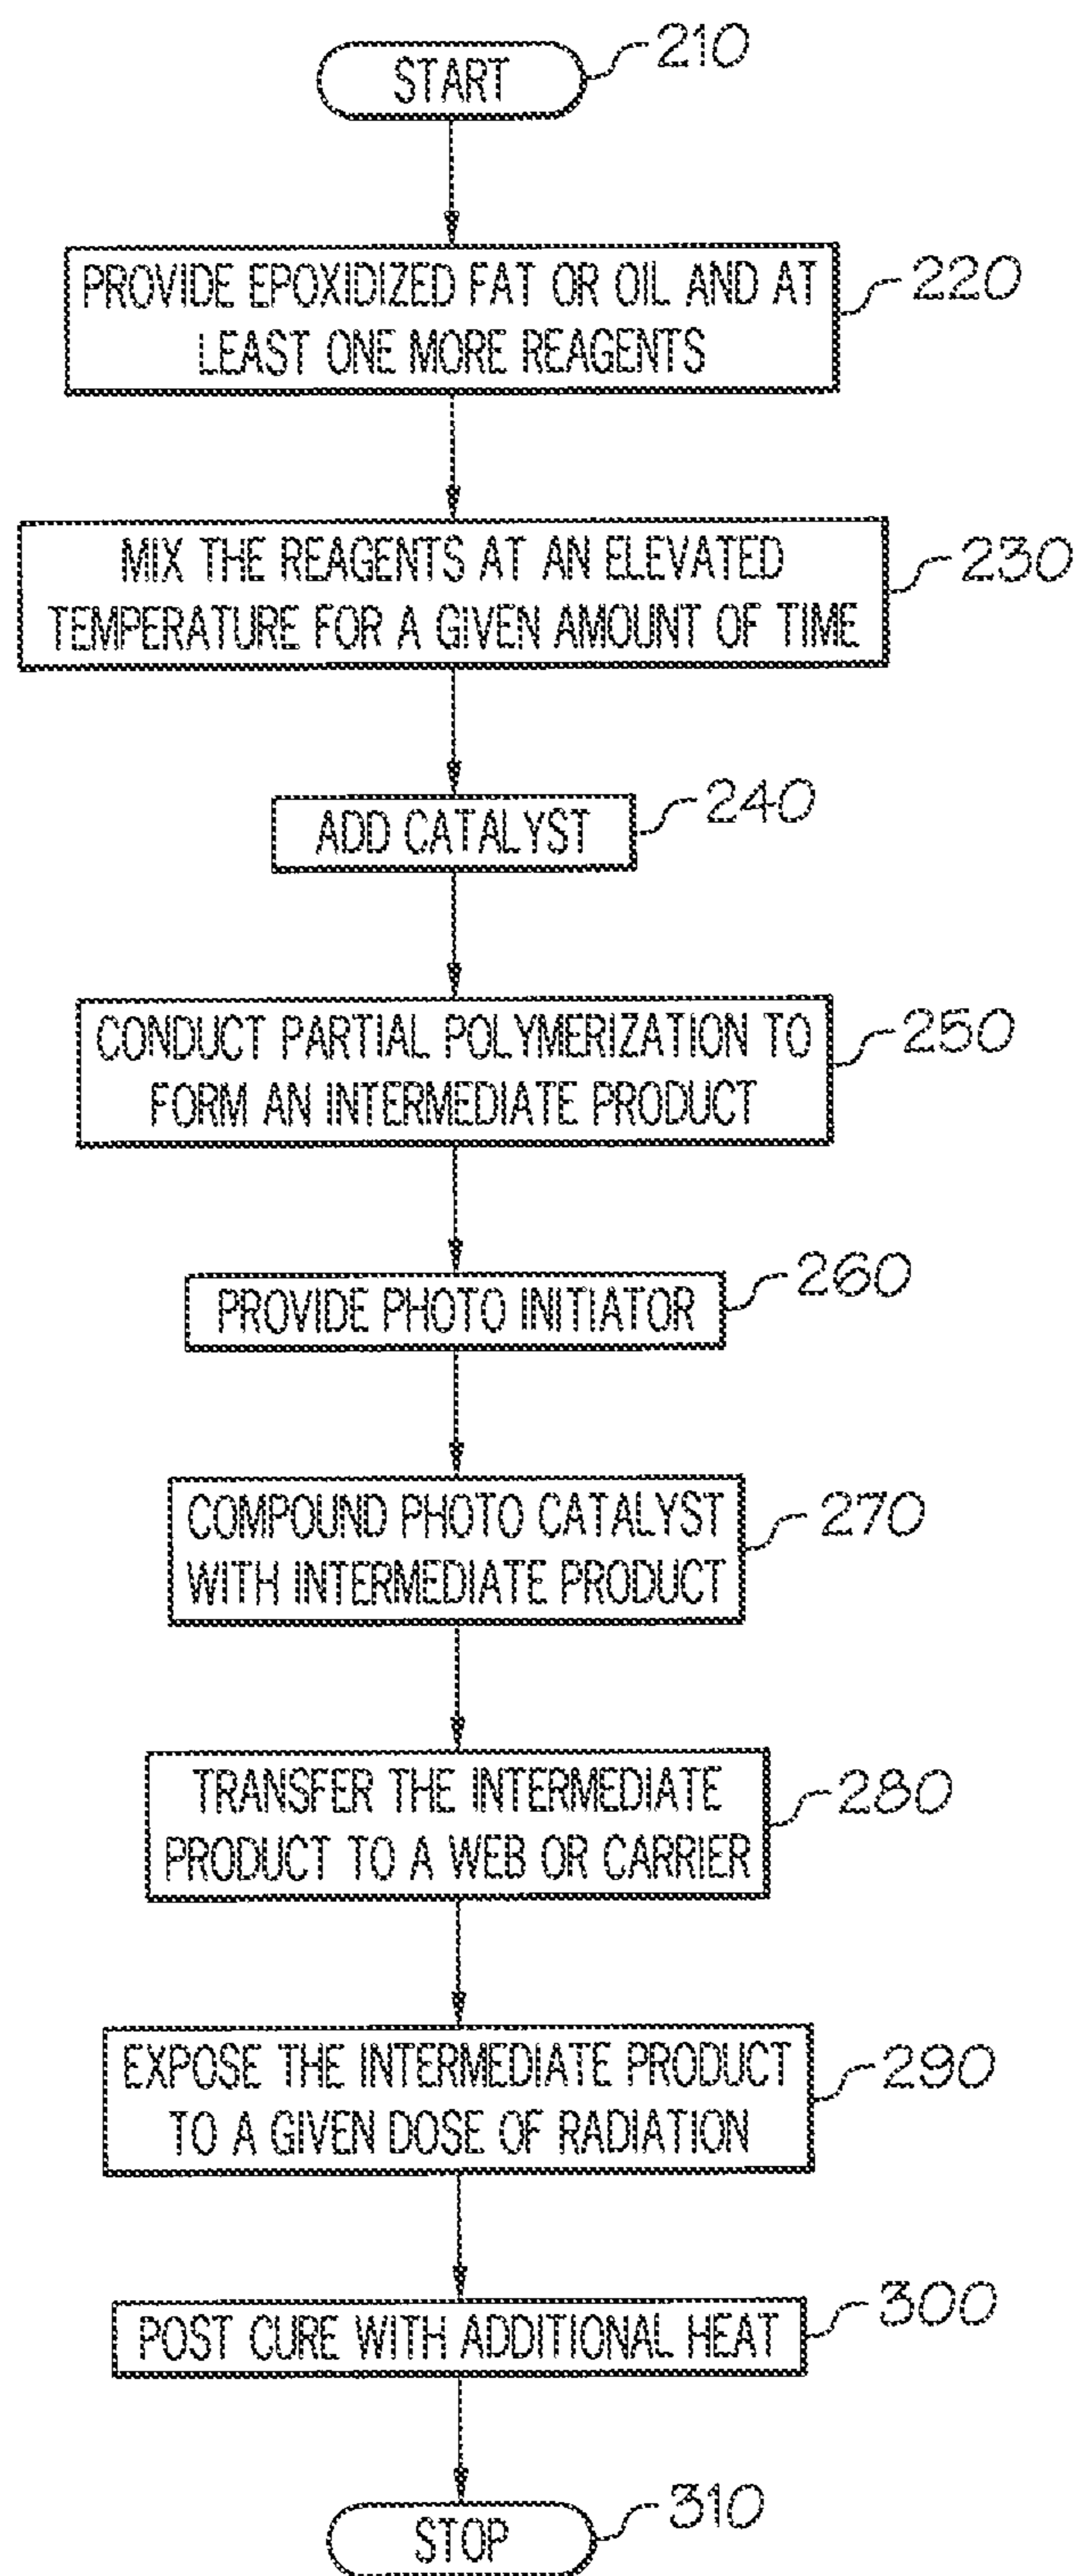 START
210
PROVIDE EPOXIDIZED FAT OR OIL AND AT
LEAST ONE MORE REAGENTS
220
MIX THE REAGENTS AT AN ELEVATED
TEMPERATURE FOR A GIVEN AMOUNT OF TIME
230
ADD CATALYST
240
CONDUCT PARTIAL POLYMERIZATION TO
FORM AN INTERMEDIATE PRODUCT
250
PROVIDE PHOTO INITIATOR
260
COMPOUND PHOTO CATALYST
WITH INTERMEDIATE PRODUCT
270
TRANSFER THE INTERMEDIATE
PRODUCT TO A WEB OR CARRIER
280
EXPOSE THE INTERMEDIATE PRODUCT
TO A GIVEN DOSE OF RADIATION
290
POST CURE WITH ADDITIONAL HEAT
300
STOP
310